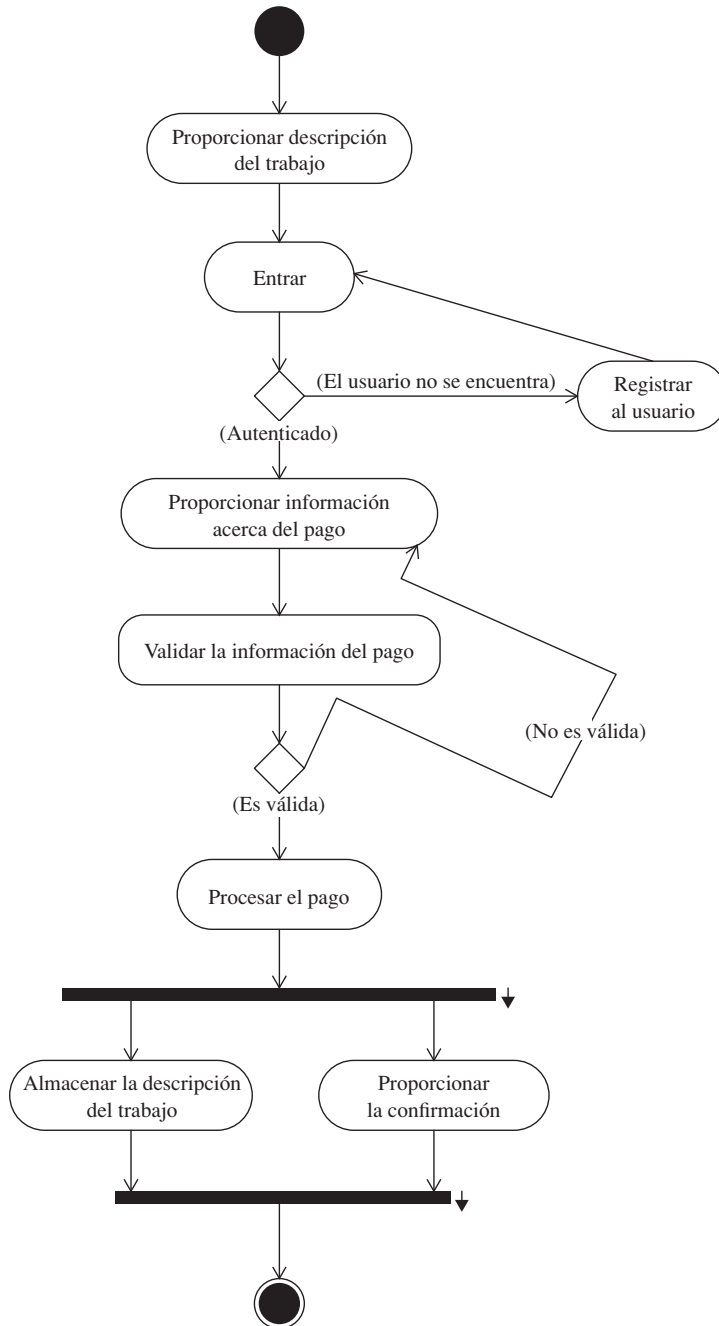 Proporcionar descripción
del trabajo
Entrar
(El usuario no se encuentra)
Registrar
al usuario
(Autenticado)
Proporcionar información
acerca del pago
Validar la información del pago
(No es válida)
(Es válida)
Procesar el pago
Almacenar la descripción
del trabajo
Proporcionar
la confirmación